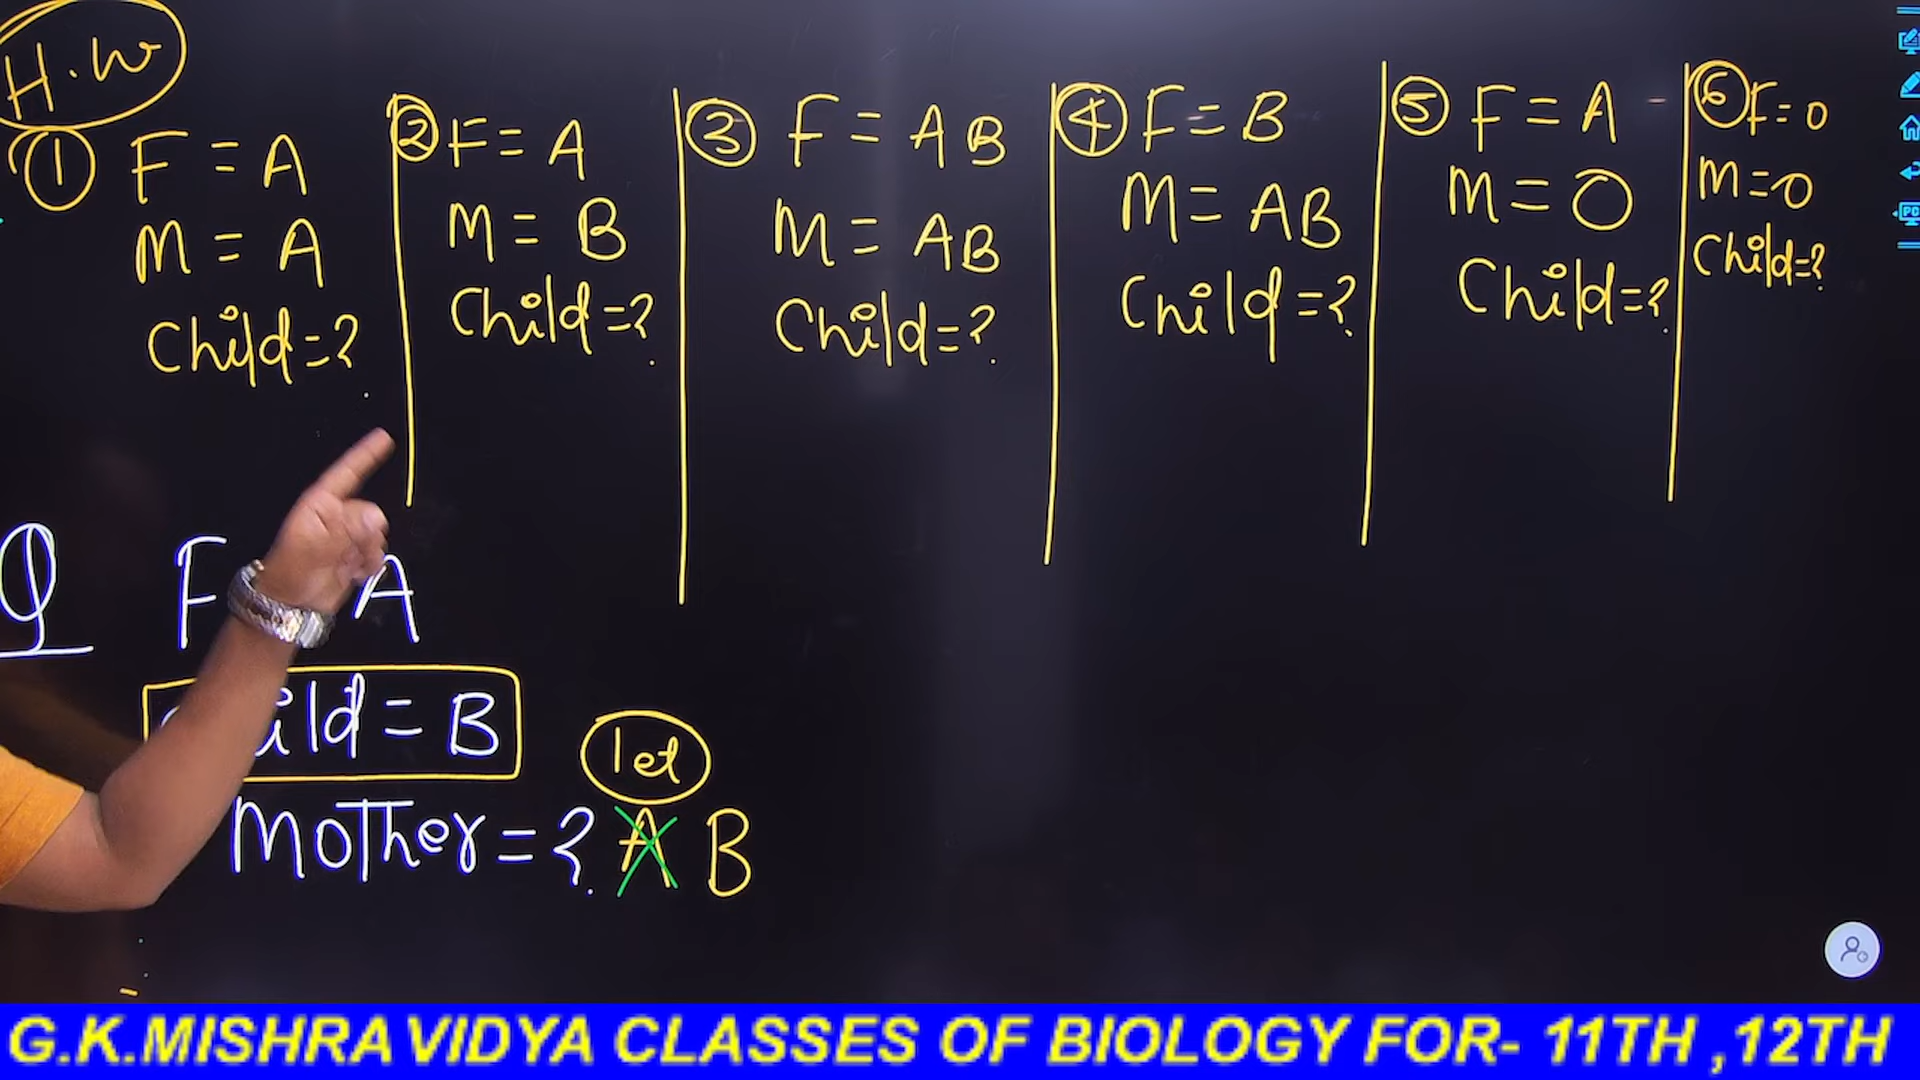 H.W
① F = A
M = A
Child = ?
② F = A
M = B
Child = ?
③ F = AB
M = AB
Child = ?
④ F = B
M = AB
Child = ?
⑤ F = A
M = O
Child = ?
⑥ F = O
M = O
Child = ?
Q F A
ild = B
let
Mother = ? A B
G.K.MISHRA VIDYA CLASSES OF BIOLOGY FOR- 11TH ,12TH